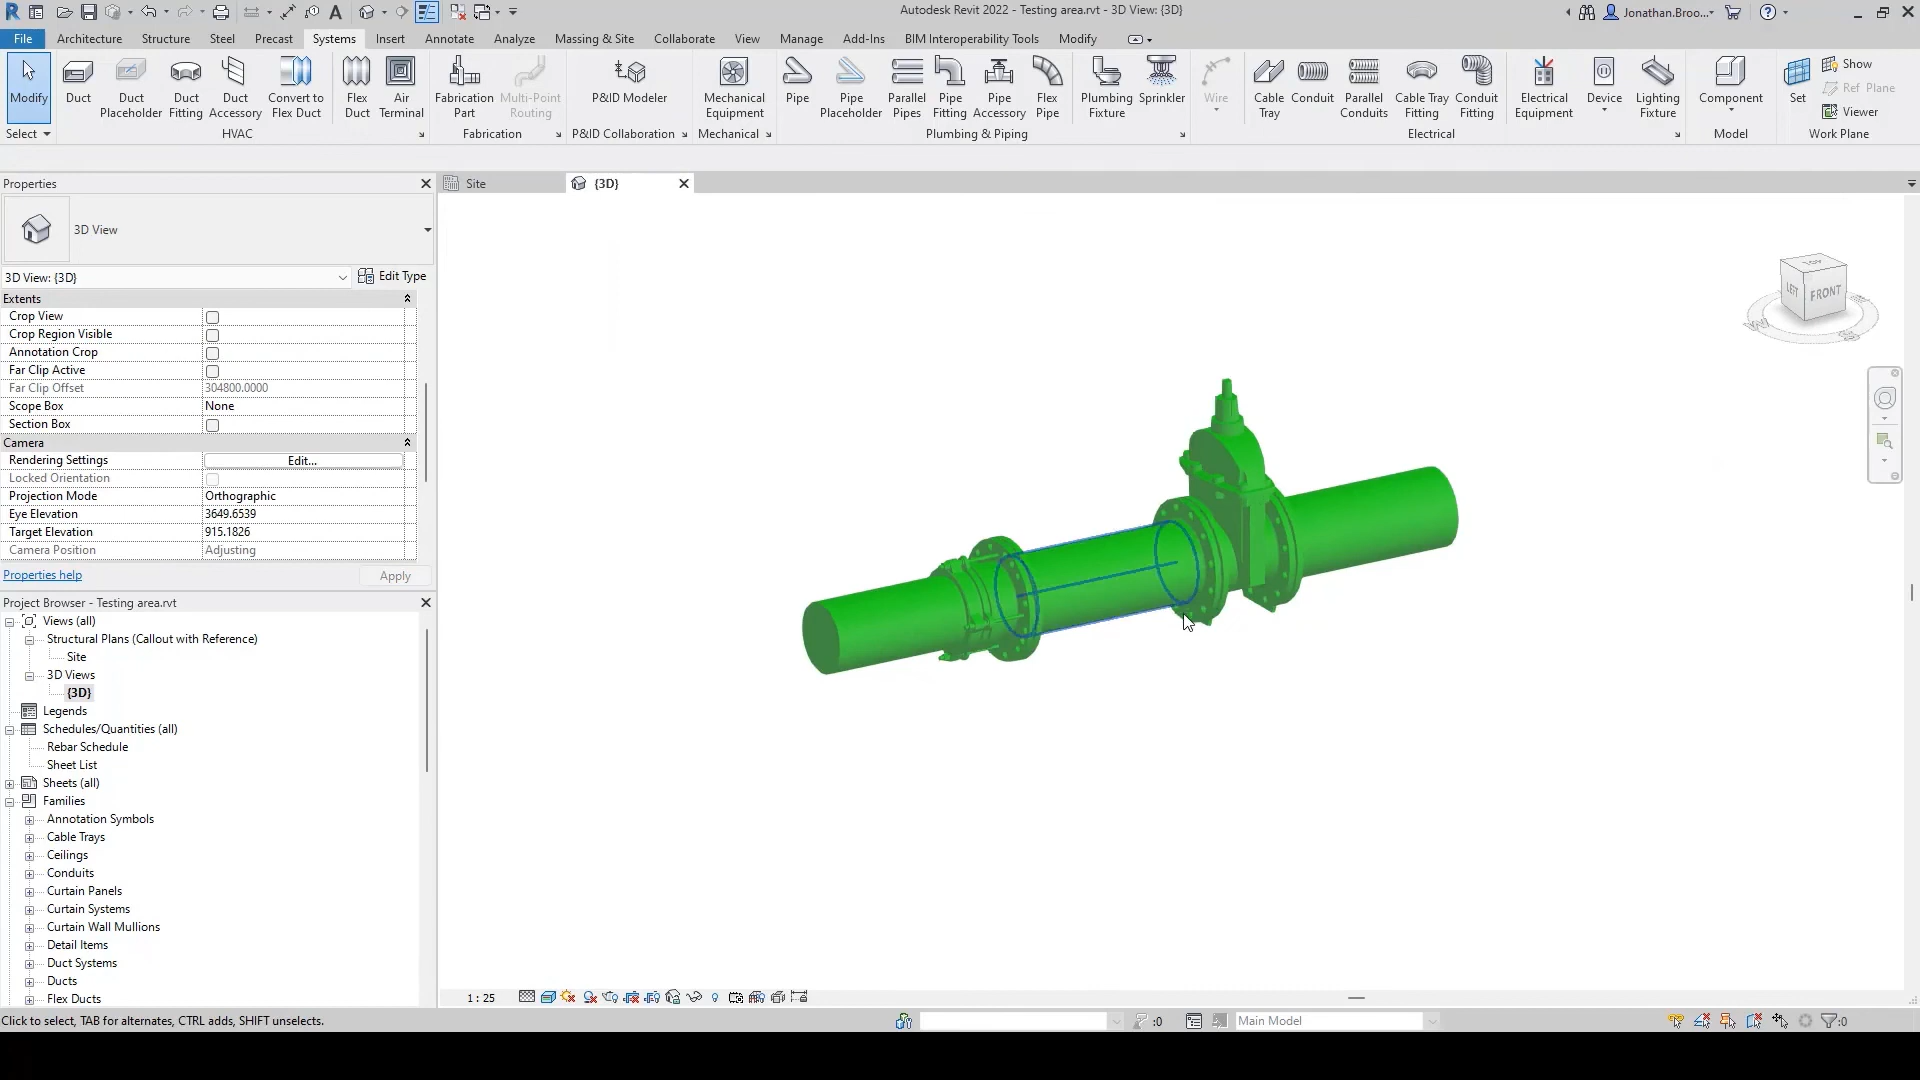 Autodesk Revit 2022 - Testing area.rvt - 3D View: {3D}
Jonathan.Broo...
File Architecture Structure Steel Precast Systems Insert Annotate Analyze Massing & Site Collaborate View Manage Add-Ins BIM Interoperability Tools Modify
Modify
Duct
Duct Placeholder
Duct Fitting
Duct Accessory
Convert to Flex Duct
Flex Duct
Air Terminal
Fabrication Part
Multi-Point Routing
P&ID Modeler
Mechanical Equipment
Pipe
Pipe Placeholder
Parallel Pipes
Pipe Fitting
Pipe Accessory
Flex Pipe
Plumbing Fixture
Sprinkler
Wire
Cable Tray
Conduit
Parallel Conduits
Cable Tray Fitting
Conduit Fitting
Electrical Equipment
Device
Lighting Fixture
Component
Set
Show
Ref Plane
Viewer
Select HVAC Fabrication P&ID Collaboration Mechanical Plumbing & Piping Electrical Model Work Plane
Properties
Site
{3D}
3D View
3D View: {3D}
Edit Type
Extents
Crop View
Crop Region Visible
Annotation Crop
Far Clip Active
Far Clip Offset 304800.0000
Scope Box None
Section Box
Camera
Rendering Settings Edit...
Locked Orientation
Projection Mode Orthographic
Eye Elevation 3649.6539
Target Elevation 915.1826
Camera Position Adjusting
Properties help
Apply
TOP
LEFT
FRONT
W
Project Browser - Testing area.rvt
Views (all)
Structural Plans (Callout with Reference)
Site
3D Views
{3D}
Legends
Schedules/Quantities (all)
Rebar Schedule
Sheet List
Sheets (all)
Families
Annotation Symbols
Cable Trays
Ceilings
Conduits
Curtain Panels
Curtain Systems
Curtain Wall Mullions
Detail Items
Duct Systems
Ducts
Flex Ducts
1 : 25
Click to select, TAB for alternates, CTRL adds, SHIFT unselects.
:0
Main Model
:0